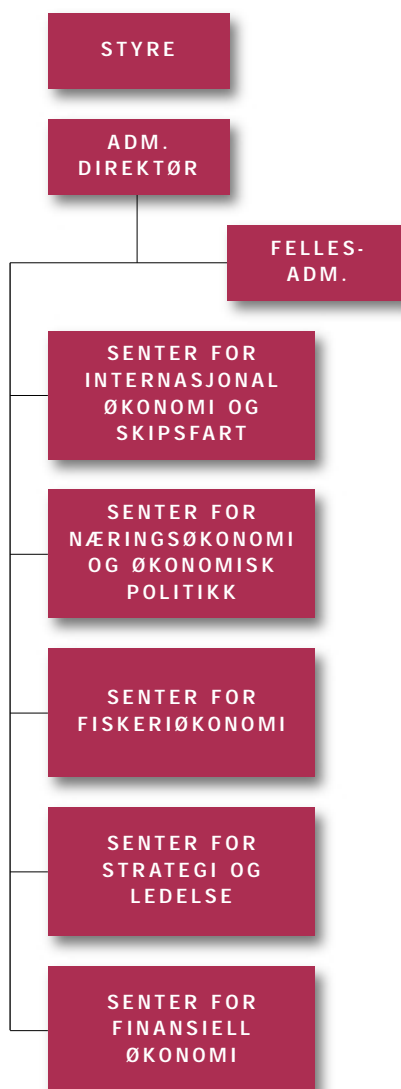 STYRE
ADM.
DIREKTØR
FELLES-
ADM.
SENTER FOR
INTERNASJONAL
ØKONOMI OG
SKIPSFART
SENTER FOR
NÆRINGSØKONOMI
OG ØKONOMISK
POLITIKK
SENTER FOR
FISKERIØKONOMI
SENTER FOR
STRATEGI OG
LEDELSE
SENTER FOR
FINANSIELL
ØKONOMI